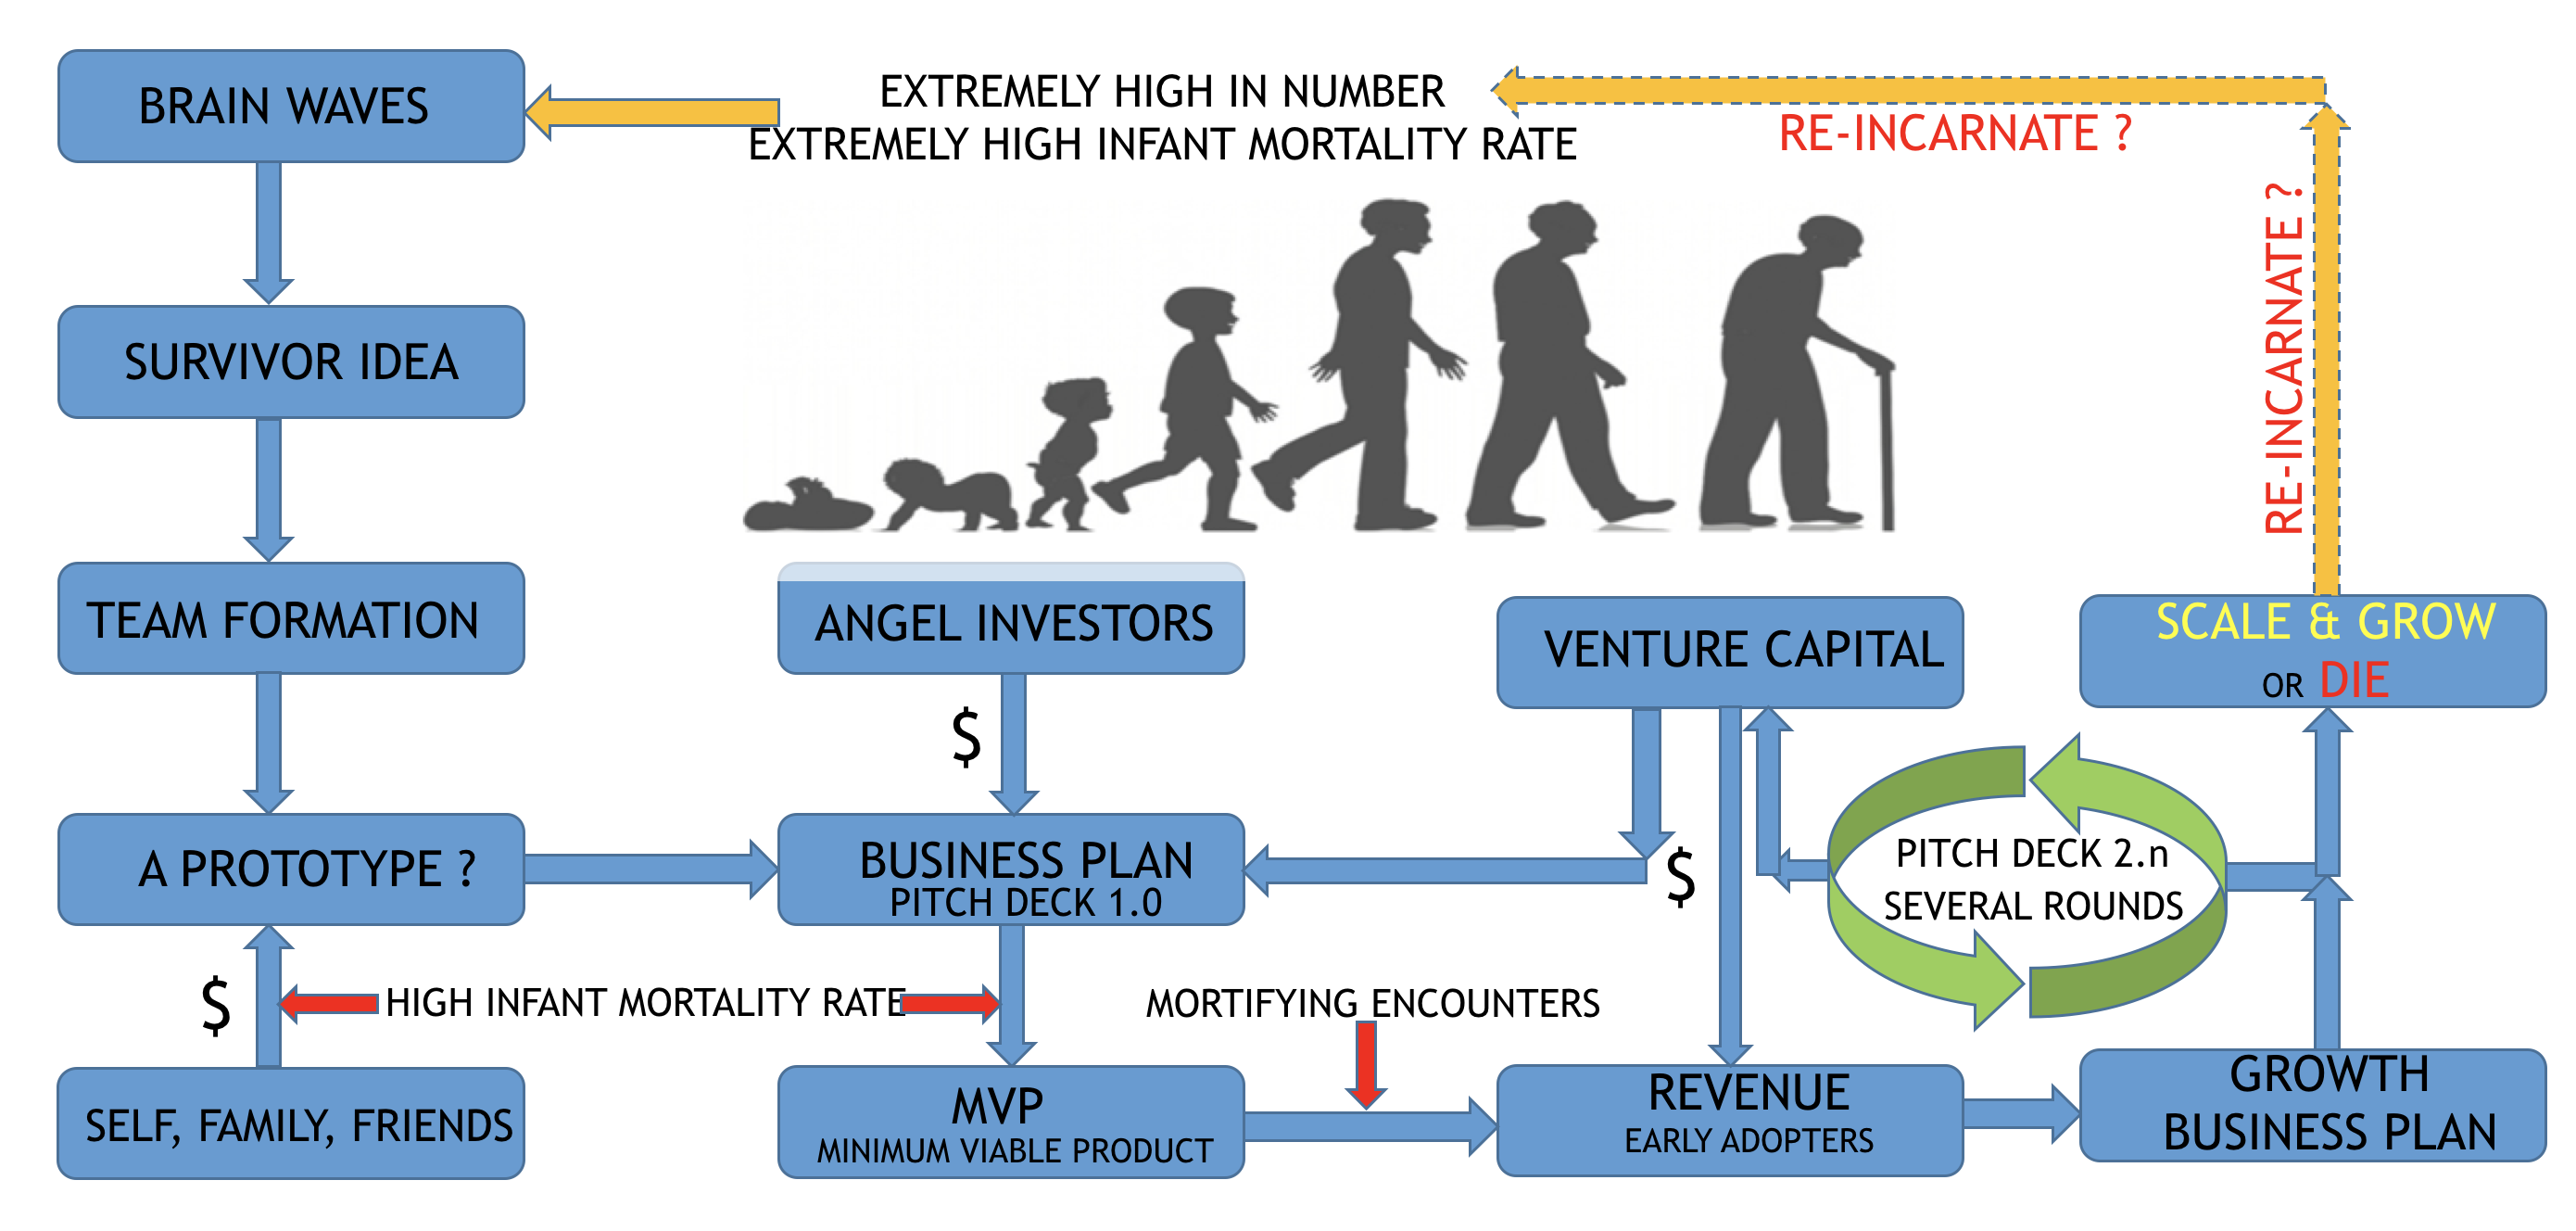 BRAIN WAVES
EXTREMELY HIGH IN NUMBER
EXTREMELY HIGH INFANT MORTALITY RATE
RE-INCARNATE ?
RE-INCARNATE ?
SURVIVOR IDEA
TEAM FORMATION
ANGEL INVESTORS
VENTURE CAPITAL
SCALE & GROW
OR DIE
$
A PROTOTYPE ?
BUSINESS PLAN
PITCH DECK 1.0
$
PITCH DECK 2.n
SEVERAL ROUNDS
$
HIGH INFANT MORTALITY RATE
MORTIFYING ENCOUNTERS
SELF, FAMILY, FRIENDS
MVP
MINIMUM VIABLE PRODUCT
REVENUE
EARLY ADOPTERS
GROWTH
BUSINESS PLAN